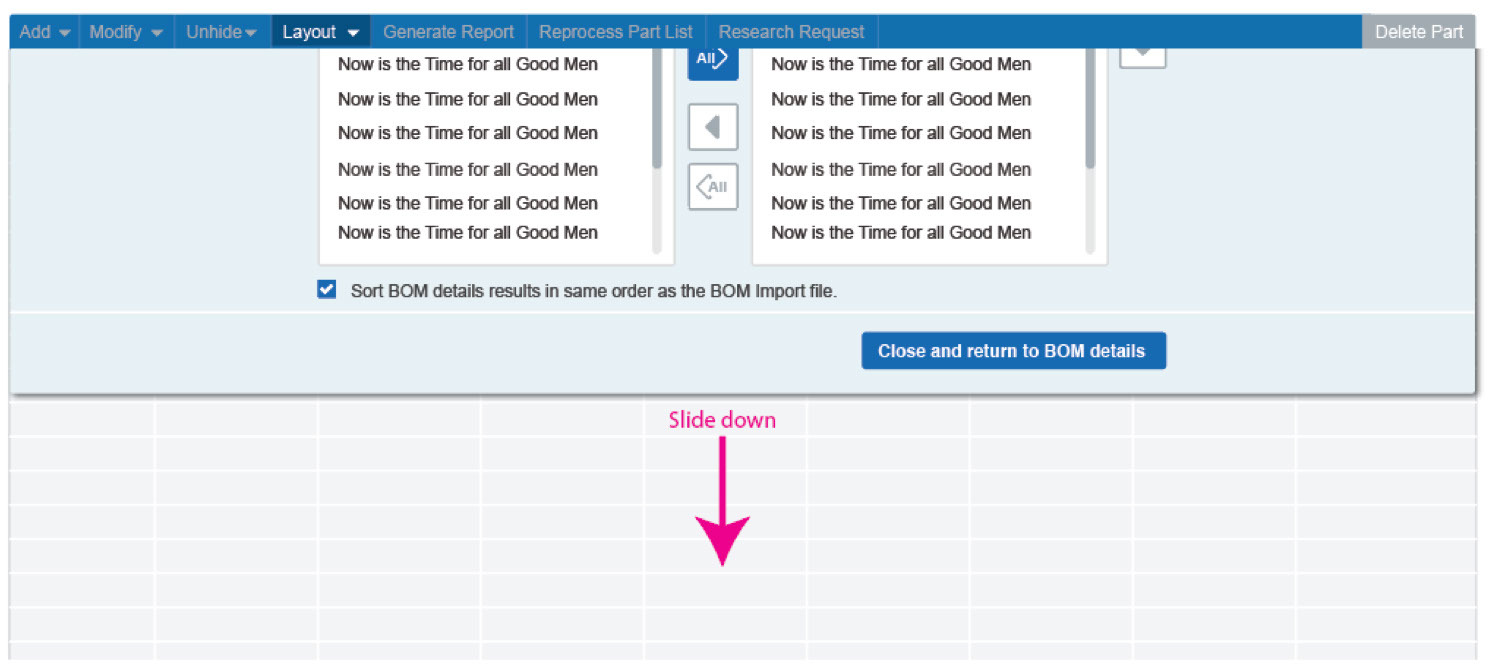 Add Modify Unhide Layout Generate Report Reprocess Part List Research Request Delete Part
Now is the Time for all Good Men All Now is the Time for all Good Men
Now is the Time for all Good Men Now is the Time for all Good Men
Now is the Time for all Good Men Now is the Time for all Good Men
Now is the Time for all Good Men Now is the Time for all Good Men
All
Now is the Time for all Good Men Now is the Time for all Good Men
Now is the Time for all Good Men Now is the Time for all Good Men
Sort BOM details results in same order as the BOM Import file.
Close and return to BOM details
Slide down